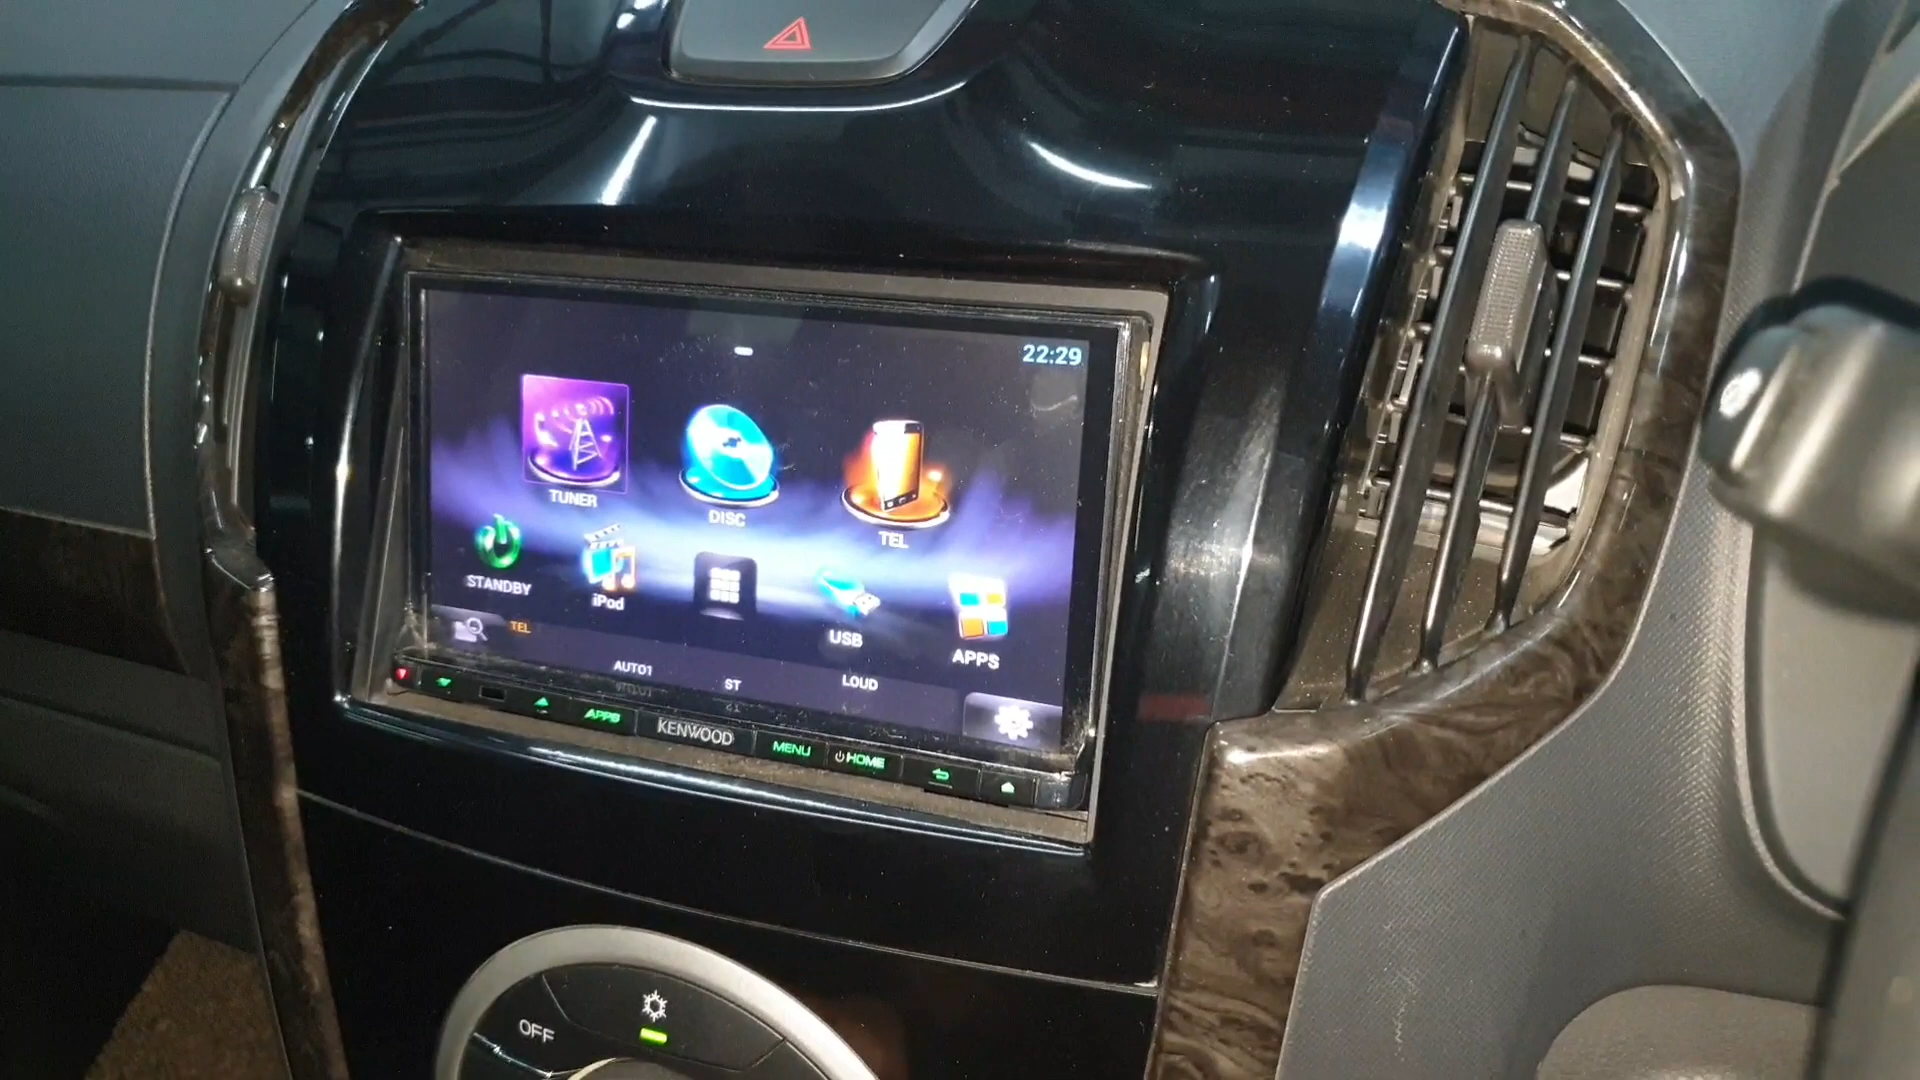 22:29
TUNER
DISC
TEL
STANDBY
iPod
USB
APPS
TEL
AUTO1
ST
LOUD
APPS
KENWOOD
MENU
HOME
OFF